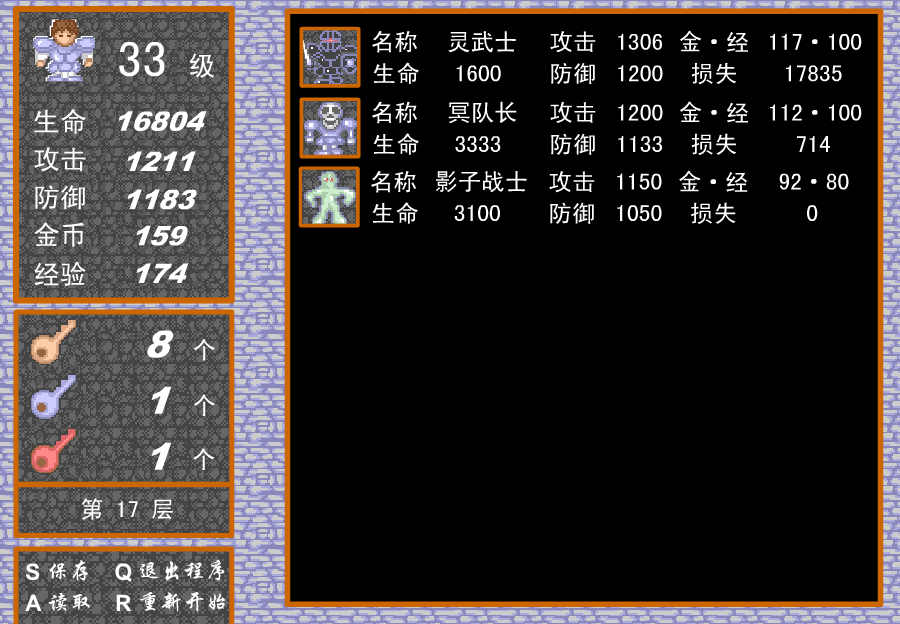 33 级
生命 16804
攻击 1211
防御 1183
金币 159
经验 174
8 个
1 个
1 个
第 17 层
S 保存 Q 退出程序
A 读取 R 重新开始
名称 灵武士 攻击 1306 金·经 117·100
生命 1600 防御 1200 损失 17835
名称 冥队长 攻击 1200 金·经 112·100
生命 3333 防御 1133 损失 714
名称 影子战士 攻击 1150 金·经 92·80
生命 3100 防御 1050 损失 0